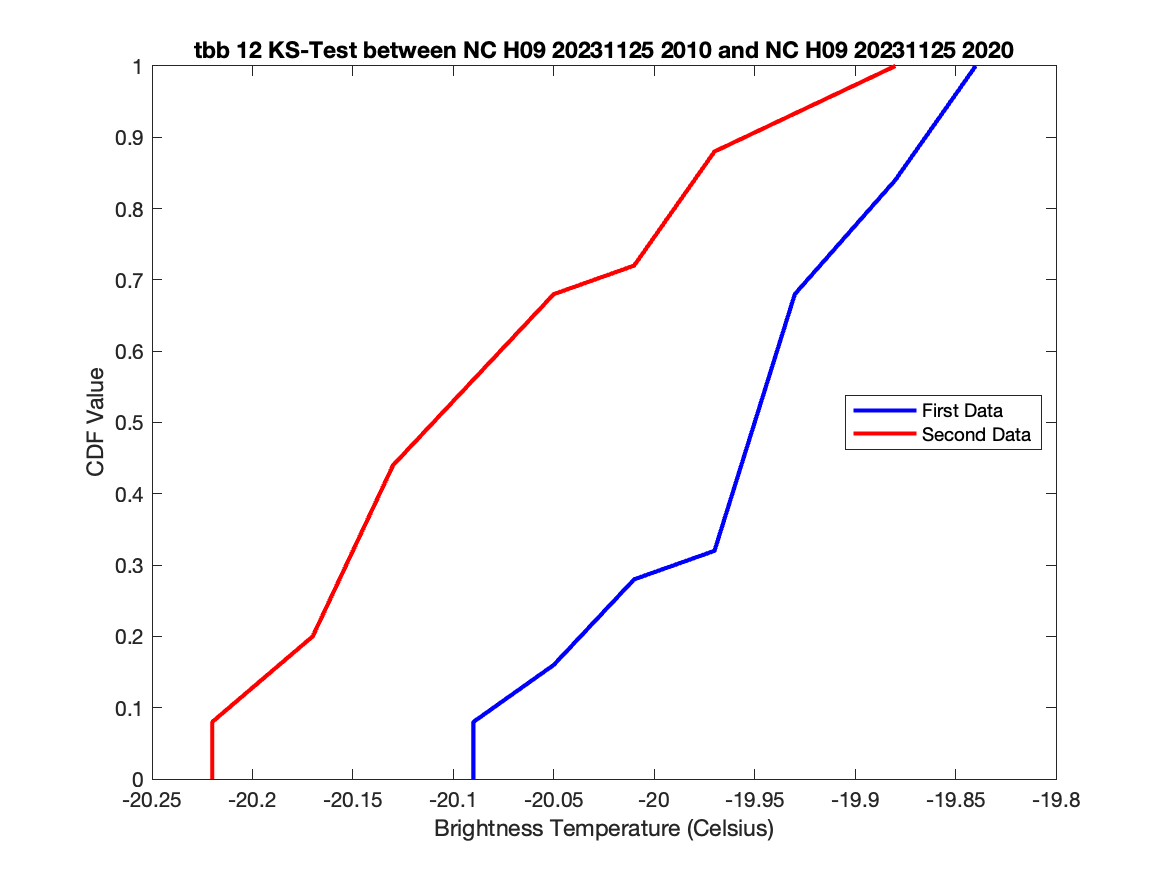 tbb 12 KS-Test between NC H09 20231125 2010 and NC H09 20231125 2020
1
0.9
0.8
0.7
0.6
0.5
0.4
0.3
0.2
0.1
0
CDF Value
First Data
Second Data
-20.25 -20.2 -20.15 -20.1 -20.05 -20 -19.95 -19.9 -19.85 -19.8
Brightness Temperature (Celsius)